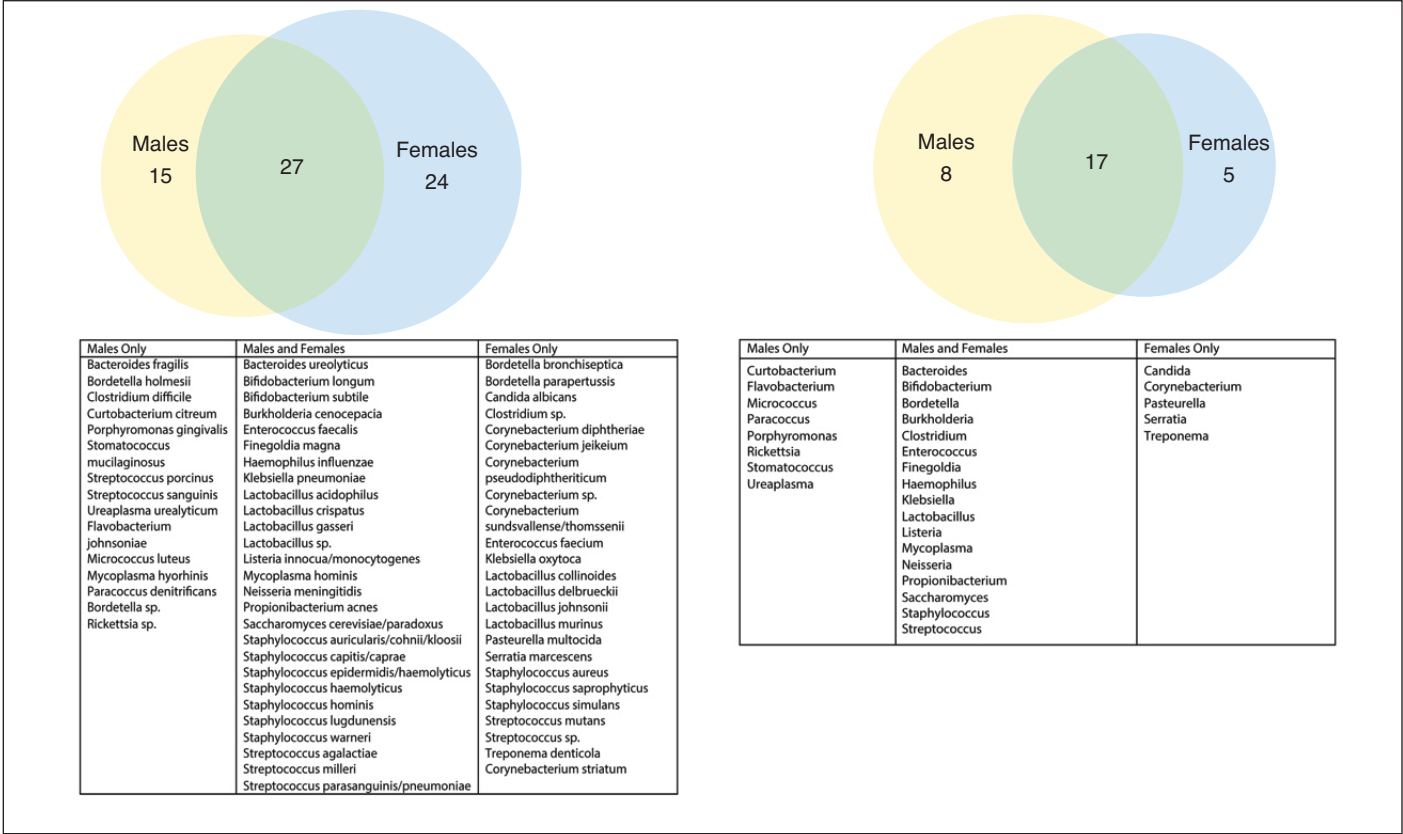 Males
15
27
Females
24
Males
8
17
Females
5
Males Only
Bacteroides fragilis
Bordetella holmesii
Clostridium difficile
Curtobacterium citreum
Porphyromonas gingivalis
Stomatococcus
mucilaginosus
Streptococcus porcinus
Streptococcus sanguinis
Ureaplasma urealyticum
Flavobacterium
johnsoniae
Micrococcus luteus
Mycoplasma hyorhinis
Paracoccus denitrificans
Bordetella sp.
Rickettsia sp.
Males and Females
Bacteroides ureolyticus
Bifidobacterium longum
Bifidobacterium subtile
Burkholderia cenocepacia
Enterococcus faecalis
Finegoldia magna
Haemophilus influenzae
Klebsiella pneumoniae
Lactobacillus acidophilus
Lactobacillus crispatus
Lactobacillus gasseri
Lactobacillus sp.
Listeria innocua/monocytogenes
Mycoplasma hominis
Neisseria meningitidis
Propionibacterium acnes
Saccharomyces cerevisiae/paradoxus
Staphylococcus auricularis/cohnii/kloosii
Staphylococcus capitis/caprae
Staphylococcus epidermidis/haemolyticus
Staphylococcus haemolyticus
Staphylococcus hominis
Staphylococcus lugdunensis
Staphylococcus warneri
Streptococcus agalactiae
Streptococcus milleri
Streptococcus parasanguinis/pneumoniae
Females Only
Bordetella bronchiseptica
Bordetella parapertussis
Candida albicans
Clostridium sp.
Corynebacterium diphtheriae
Corynebacterium jeikeium
Corynebacterium
pseudodiphtheriticum
Corynebacterium sp.
Corynebacterium
sundsvallense/thomssenii
Enterococcus faecium
Klebsiella oxytoca
Lactobacillus collinoides
Lactobacillus delbrueckii
Lactobacillus johnsonii
Lactobacillus murinus
Pasteurella multocida
Serratia marcescens
Staphylococcus aureus
Staphylococcus saprophyticus
Staphylococcus simulans
Streptococcus mutans
Streptococcus sp.
Treponema denticola
Corynebacterium striatum
Males Only
Curtobacterium
Flavobacterium
Micrococcus
Paracoccus
Porphyromonas
Rickettsia
Stomatococcus
Ureaplasma
Males and Females
Bacteroides
Bifidobacterium
Bordetella
Burkholderia
Clostridium
Enterococcus
Finegoldia
Haemophilus
Klebsiella
Lactobacillus
Listeria
Mycoplasma
Neisseria
Propionibacterium
Saccharomyces
Staphylococcus
Streptococcus
Females Only
Candida
Corynebacterium
Pasteurella
Serratia
Treponema